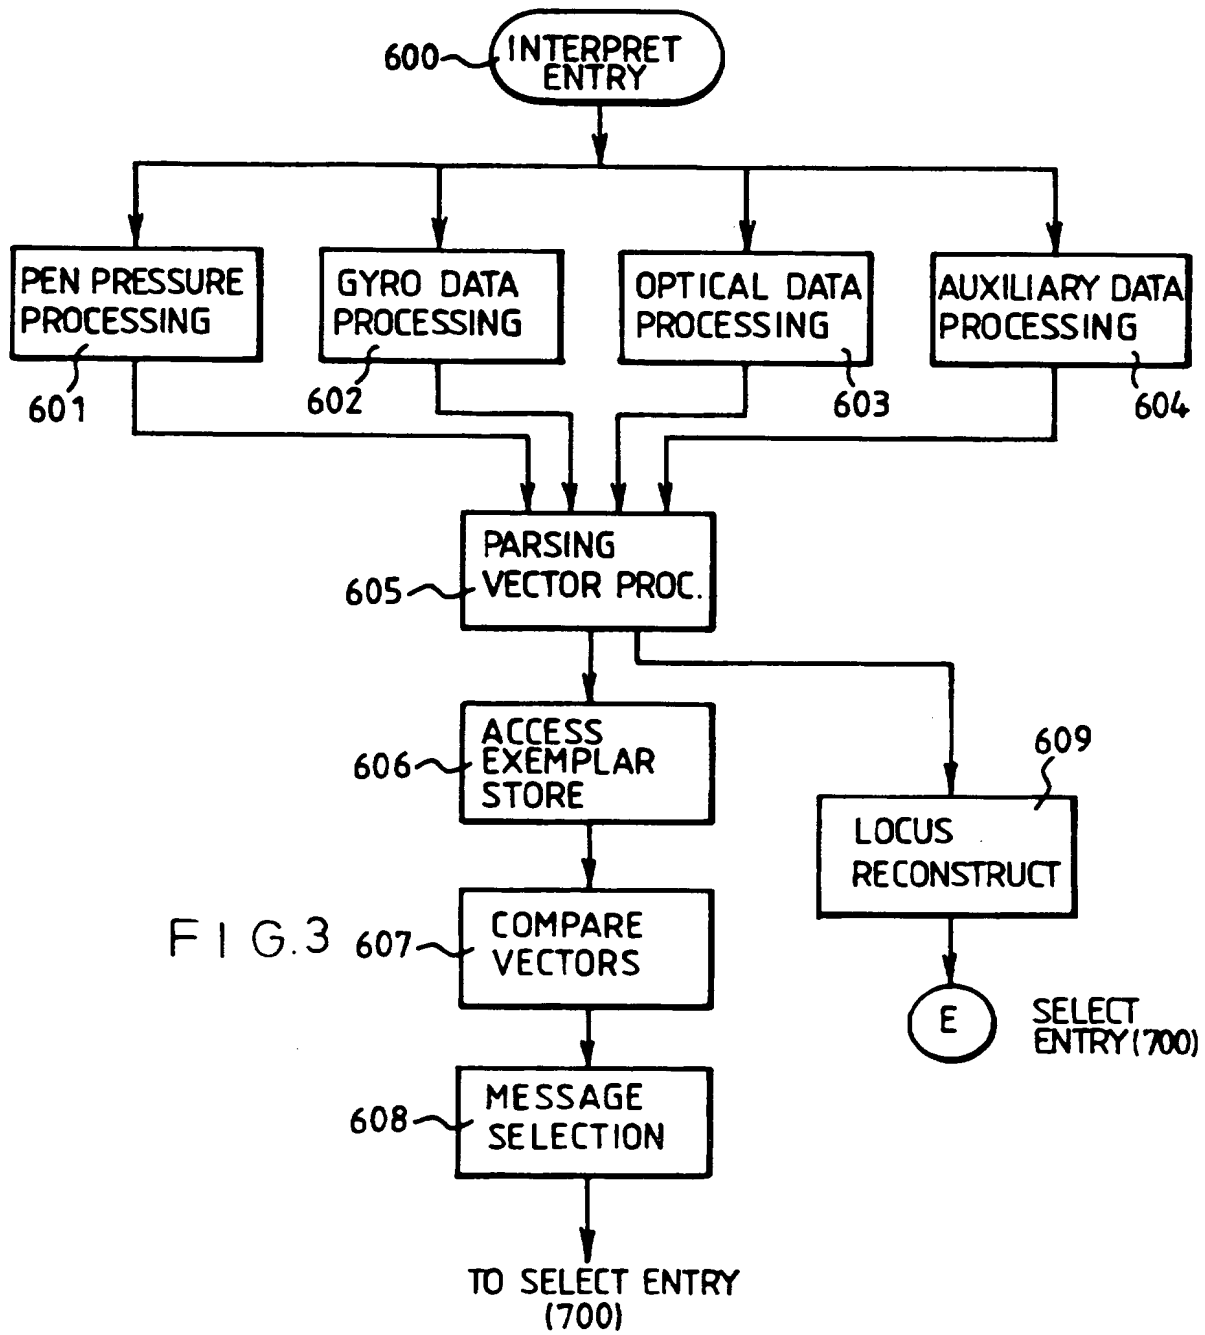 600
INTERPRET
ENTRY
PEN PRESSURE
PROCESSING
601
GYRO DATA
PROCESSING
602
OPTICAL DATA
PROCESSING
603
AUXILIARY DATA
PROCESSING
604
PARSING
VECTOR PROC.
605
ACCESS
EXEMPLAR
STORE
606
609
LOCUS
RECONSTRUCT
FIG.3
607
COMPARE
VECTORS
E
SELECT
ENTRY(700)
608
MESSAGE
SELECTION
TO SELECT ENTRY
(700)